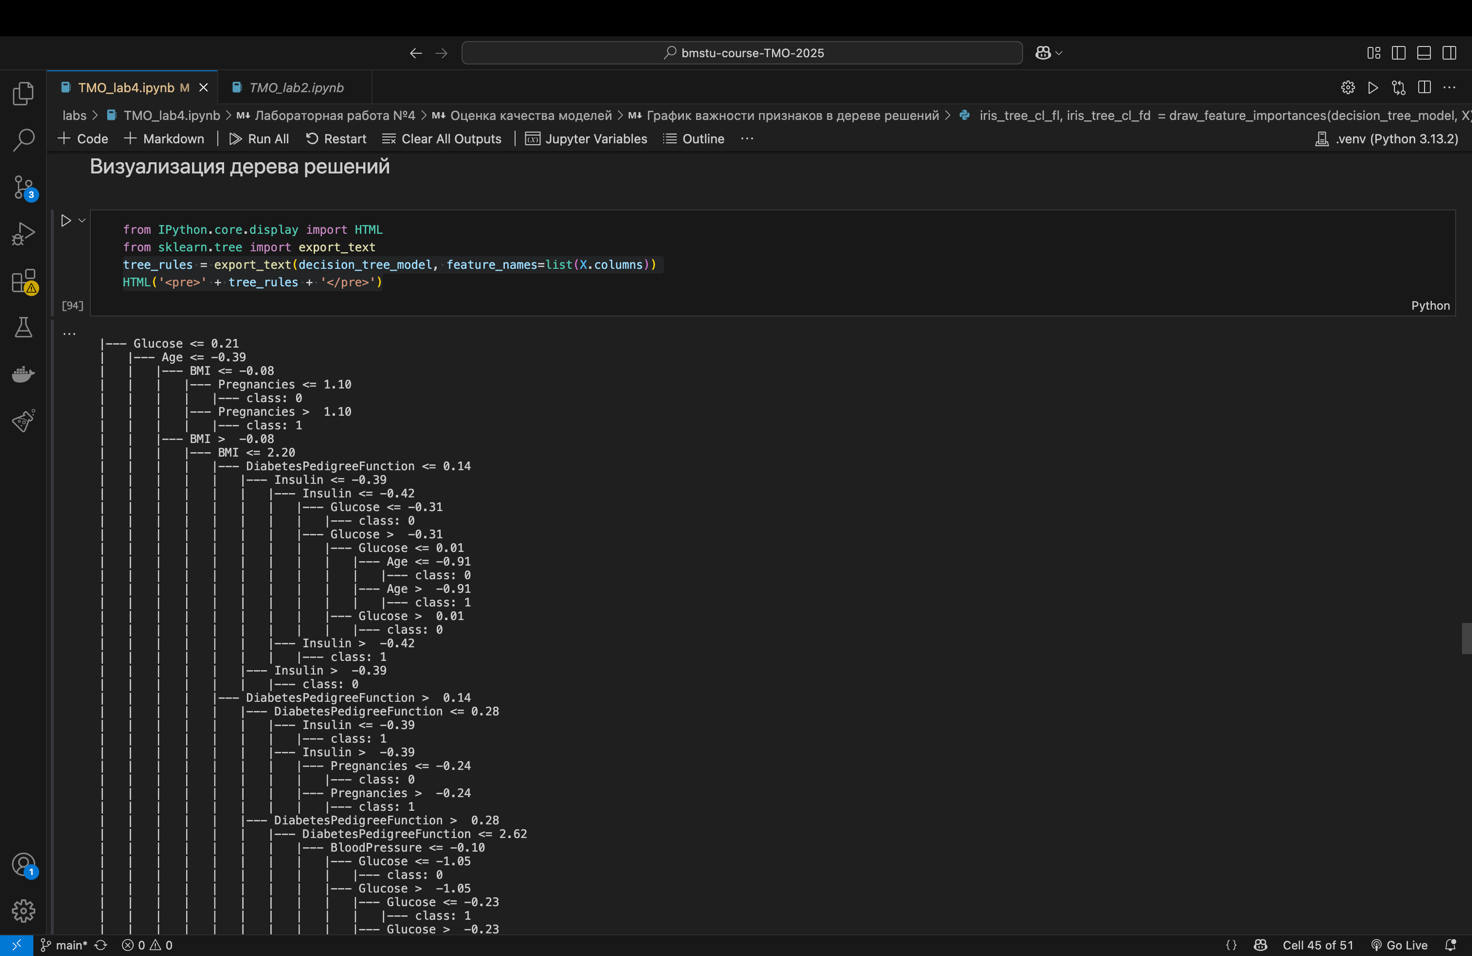 bmstu-course-TMO-2025
TMO_lab4.ipynb M
TMO_lab2.ipynb
labs > TMO_lab4.ipynb > M↓ Лабораторная работа №4 > M↓ Оценка качества моделей > M↓ График важности признаков в дереве решений > iris_tree_cl_fl, iris_tree_cl_fd = draw_feature_importances(decision_tree_model, X)
+ Code + Markdown | Run All Restart Clear All Outputs | Jupyter Variables Outline ···
.venv (Python 3.13.2)
Визуализация дерева решений
from IPython.core.display import HTML
from sklearn.tree import export_text
tree_rules = export_text(decision_tree_model, feature_names=list(X.columns))
HTML('<pre>' + tree_rules + '</pre>')
[94]
Python
...
|--- Glucose <= 0.21
|   |--- Age <= -0.39
|   |   |--- BMI <= -0.08
|   |   |   |--- Pregnancies <= 1.10
|   |   |   |   |--- class: 0
|   |   |   |--- Pregnancies >  1.10
|   |   |   |   |--- class: 1
|   |   |--- BMI >  -0.08
|   |   |   |--- BMI <= 2.20
|   |   |   |   |--- DiabetesPedigreeFunction <= 0.14
|   |   |   |   |   |--- Insulin <= -0.39
|   |   |   |   |   |   |--- Insulin <= -0.42
|   |   |   |   |   |   |   |--- Glucose <= -0.31
|   |   |   |   |   |   |   |   |--- class: 0
|   |   |   |   |   |   |   |--- Glucose >  -0.31
|   |   |   |   |   |   |   |   |--- Glucose <= 0.01
|   |   |   |   |   |   |   |   |   |--- Age <= -0.91
|   |   |   |   |   |   |   |   |   |   |--- class: 0
|   |   |   |   |   |   |   |   |   |--- Age >  -0.91
|   |   |   |   |   |   |   |   |   |   |--- class: 1
|   |   |   |   |   |   |   |   |--- Glucose >  0.01
|   |   |   |   |   |   |   |   |   |--- class: 0
|   |   |   |   |   |   |--- Insulin >  -0.42
|   |   |   |   |   |   |   |--- class: 1
|   |   |   |   |   |--- Insulin >  -0.39
|   |   |   |   |   |   |--- class: 0
|   |   |   |   |--- DiabetesPedigreeFunction >  0.14
|   |   |   |   |   |--- DiabetesPedigreeFunction <= 0.28
|   |   |   |   |   |   |--- Insulin <= -0.39
|   |   |   |   |   |   |   |--- class: 1
|   |   |   |   |   |   |--- Insulin >  -0.39
|   |   |   |   |   |   |   |--- Pregnancies <= -0.24
|   |   |   |   |   |   |   |   |--- class: 0
|   |   |   |   |   |   |   |--- Pregnancies >  -0.24
|   |   |   |   |   |   |   |   |--- class: 1
|   |   |   |   |   |--- DiabetesPedigreeFunction >  0.28
|   |   |   |   |   |   |--- DiabetesPedigreeFunction <= 2.62
|   |   |   |   |   |   |   |--- BloodPressure <= -0.10
|   |   |   |   |   |   |   |   |--- Glucose <= -1.05
|   |   |   |   |   |   |   |   |   |--- class: 0
|   |   |   |   |   |   |   |   |--- Glucose >  -1.05
|   |   |   |   |   |   |   |   |   |--- Glucose <= -0.23
|   |   |   |   |   |   |   |   |   |   |--- class: 1
|   |   |   |   |   |   |   |   |   |--- Glucose >  -0.23
3
1
main* 0 0
{} Cell 45 of 51 Go Live